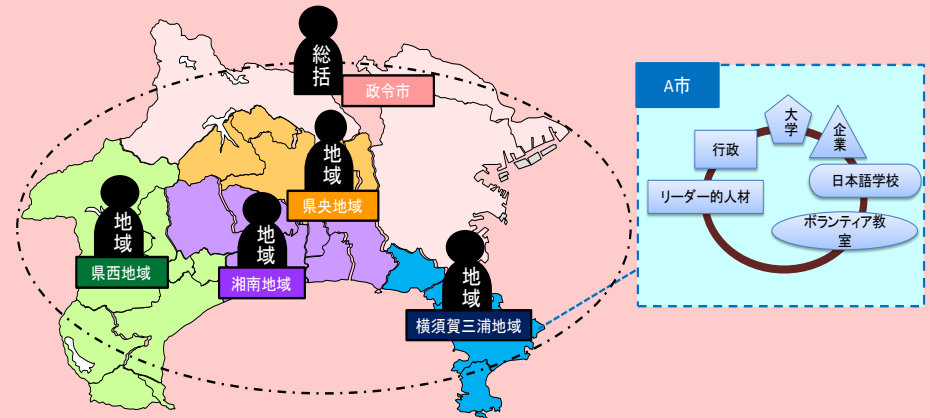 総括
政令市
地域
県央地域
地域
県西地域
地域
湘南地域
地域
横須賀三浦地域
A市
大学
企業
行政
日本語学校
リーダー的人材
ボランティア教
室